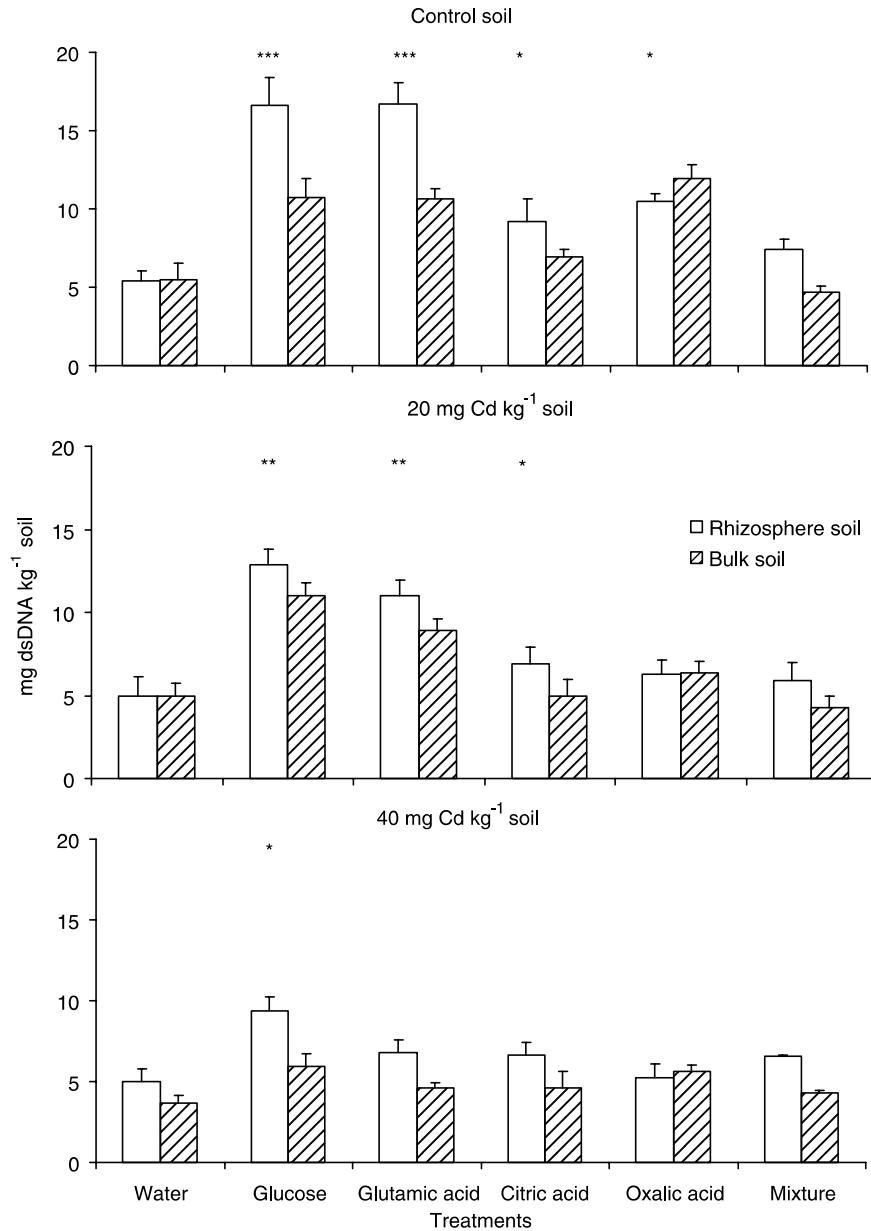 Control soil
*** *** * *
20
15
10
5
0
20 mg Cd kg⁻¹ soil
** ** *
20
15
10
5
0
Rhizosphere soil
Bulk soil
mg dsDNA kg⁻¹ soil
40 mg Cd kg⁻¹ soil
*
20
15
10
5
0
Water Glucose Glutamic acid Citric acid Oxalic acid Mixture
Treatments